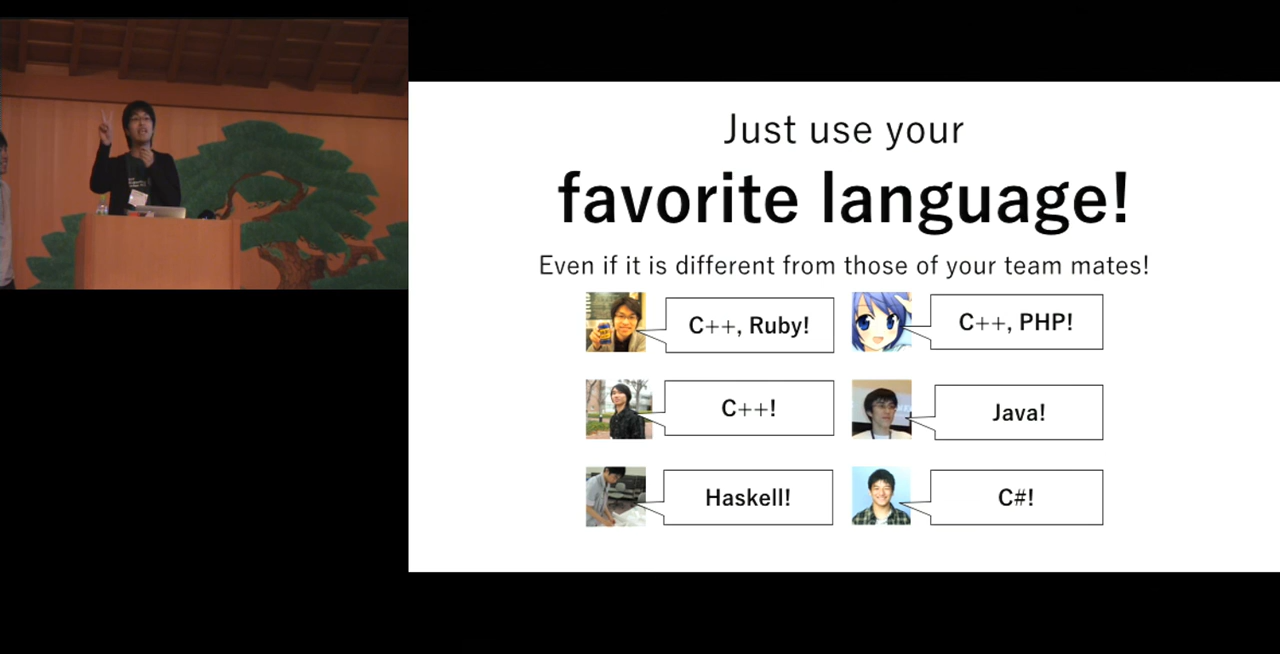 Just use your
favorite language!
Even if it is different from those of your team mates!
C++, Ruby!
C++, PHP!
C++!
Java!
Haskell!
C#!